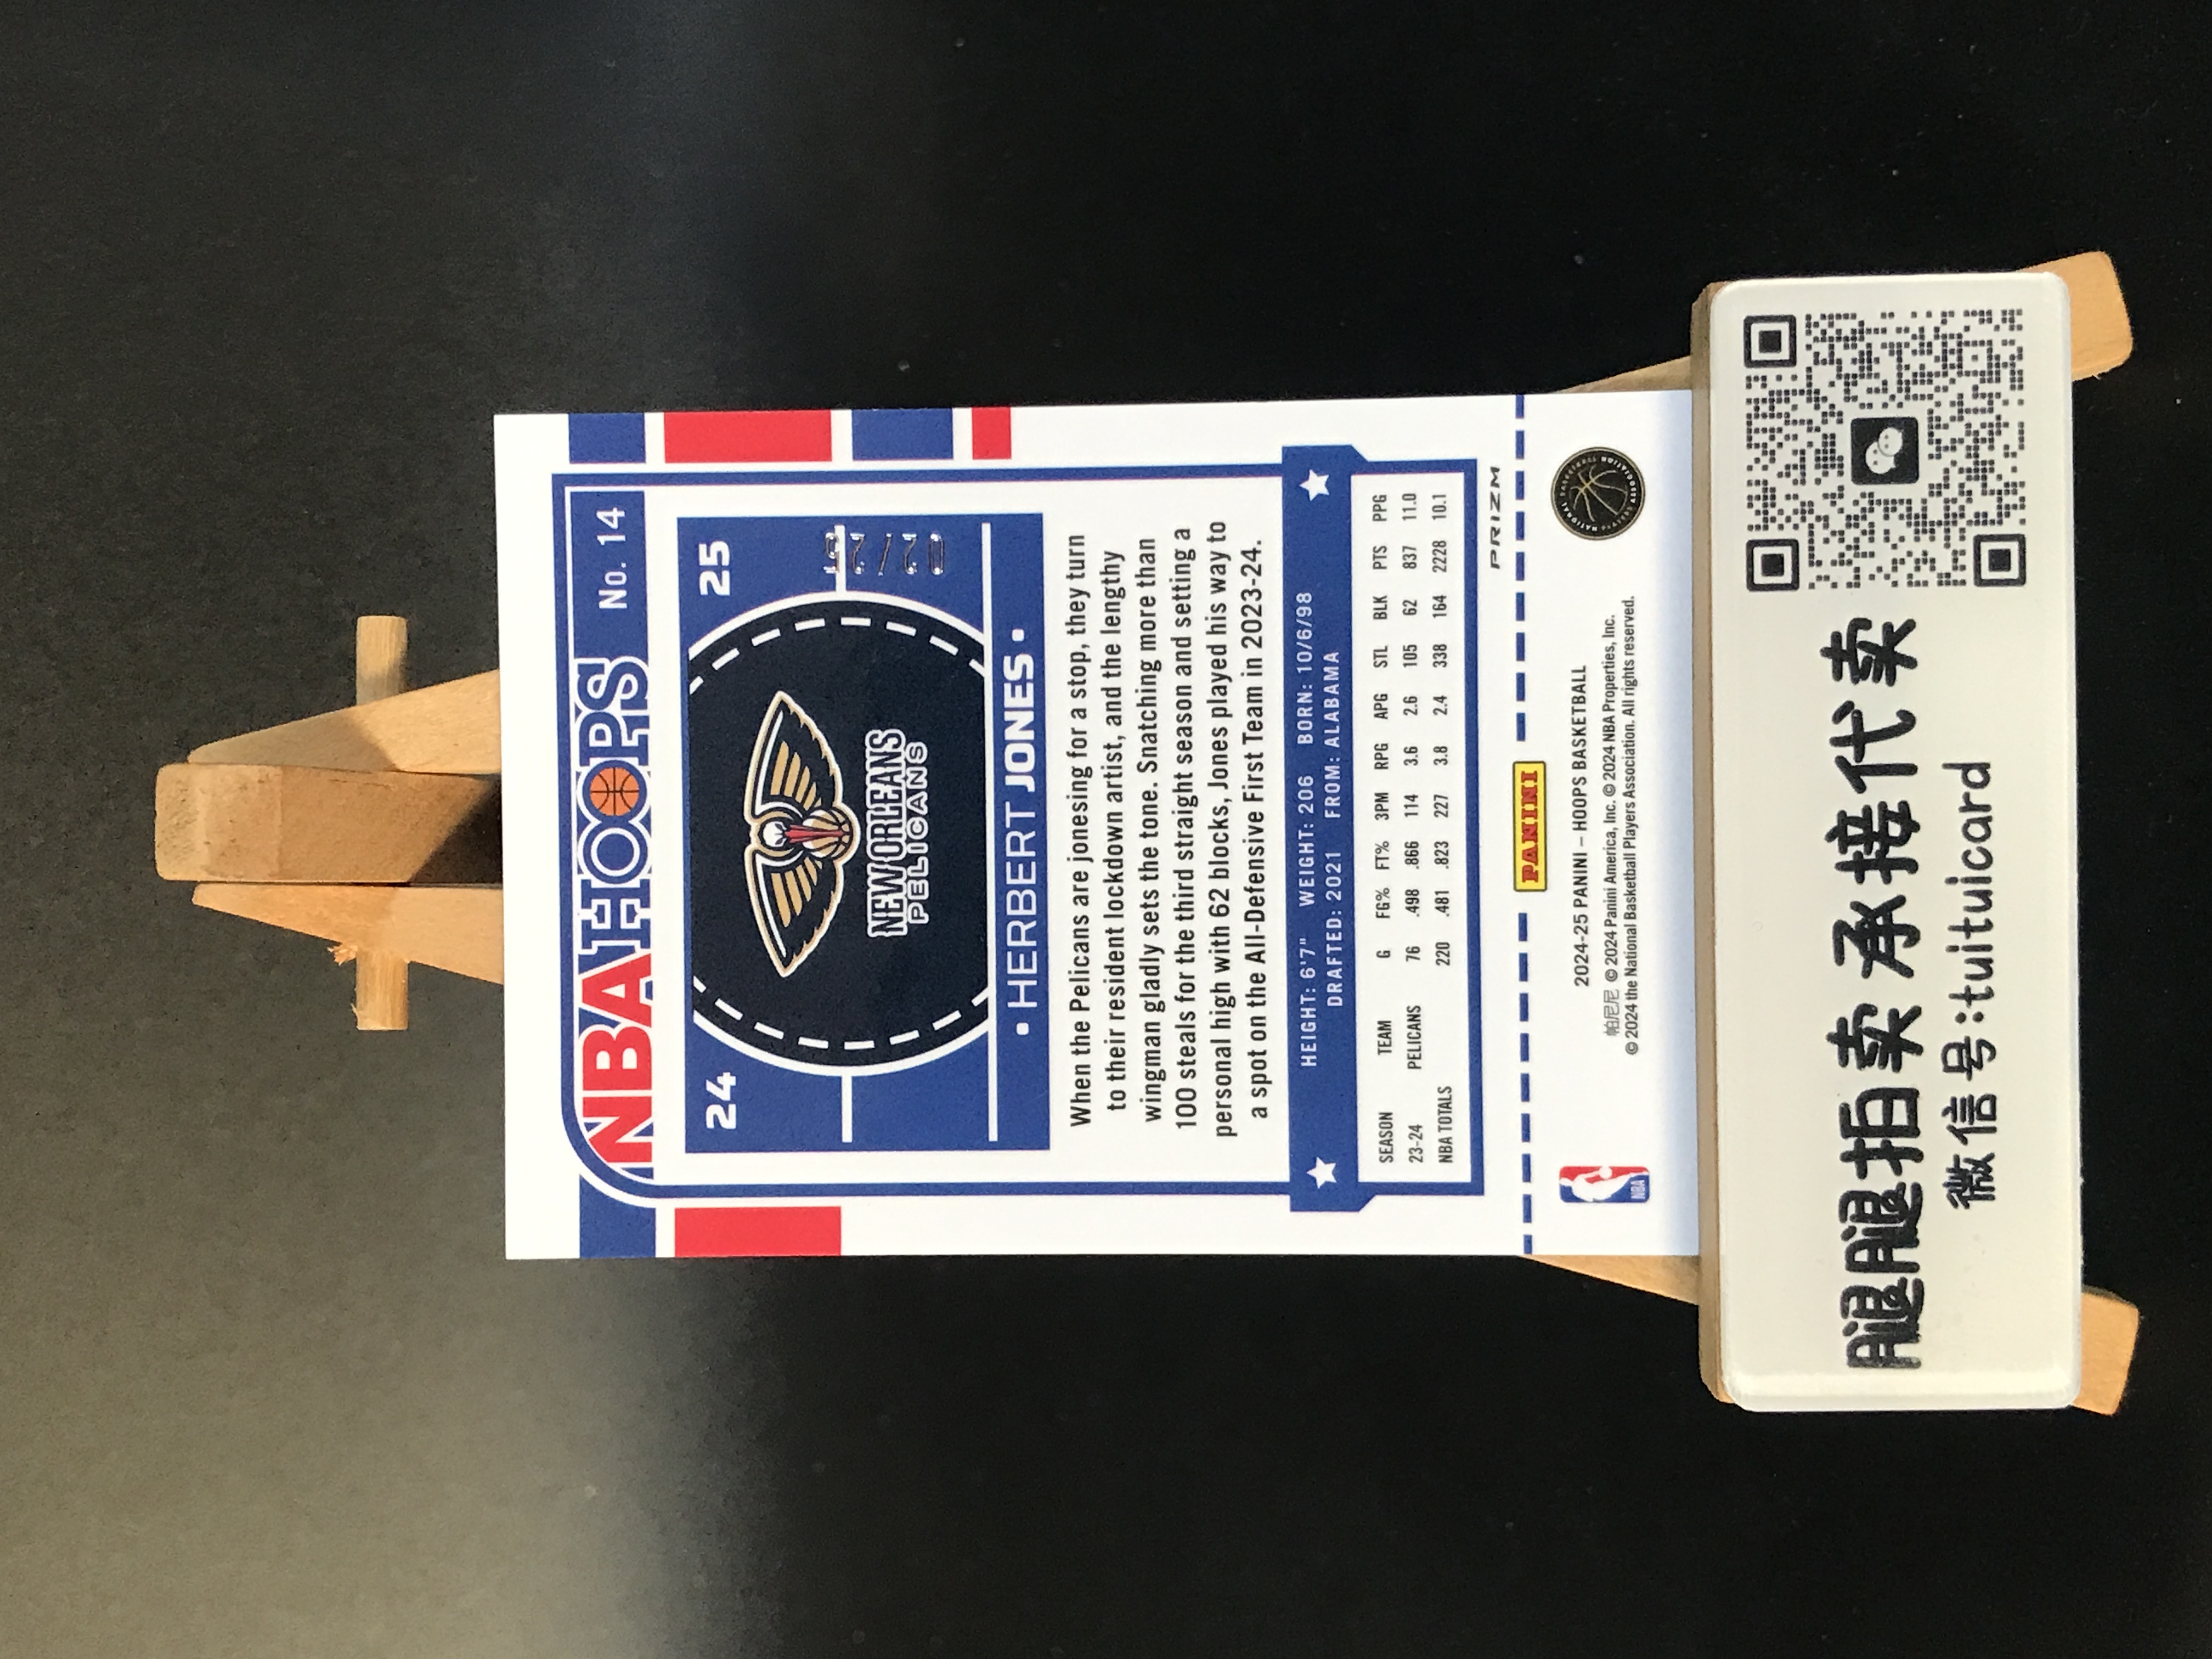 NBA HOOPS No. 14
24 25
02/25
NEW ORLEANS
PELICANS
• HERBERT JONES •
When the Pelicans are jonesing for a stop, they turn
to their resident lockdown artist, and the lengthy
wingman gladly sets the tone. Snatching more than
100 steals for the third straight season and setting a
personal high with 62 blocks, Jones played his way to
a spot on the All-Defensive First Team in 2023-24.
HEIGHT: 6'7" WEIGHT: 206 BORN: 10/6/98
DRAFTED: 2021 FROM: ALABAMA
SEASON TEAM G FG% FT% 3PM RPG APG STL BLK PTS PPG
23-24 PELICANS 76 .498 .866 114 3.6 2.6 105 62 837 11.0
NBA TOTALS 220 .481 .823 227 3.8 2.4 338 164 2228 10.1
PRIZM
PANINI
NBA
2024-25 PANINI – HOOPS BASKETBALL
帕尼尼 © 2024 Panini America, Inc. © 2024 NBA Properties, Inc.
© 2024 the National Basketball Players Association. All rights reserved.
NATIONAL BASKETBALL PLAYERS ASSOCIATION
腿腿拍卖 承接代卖
微信号:tuituicard